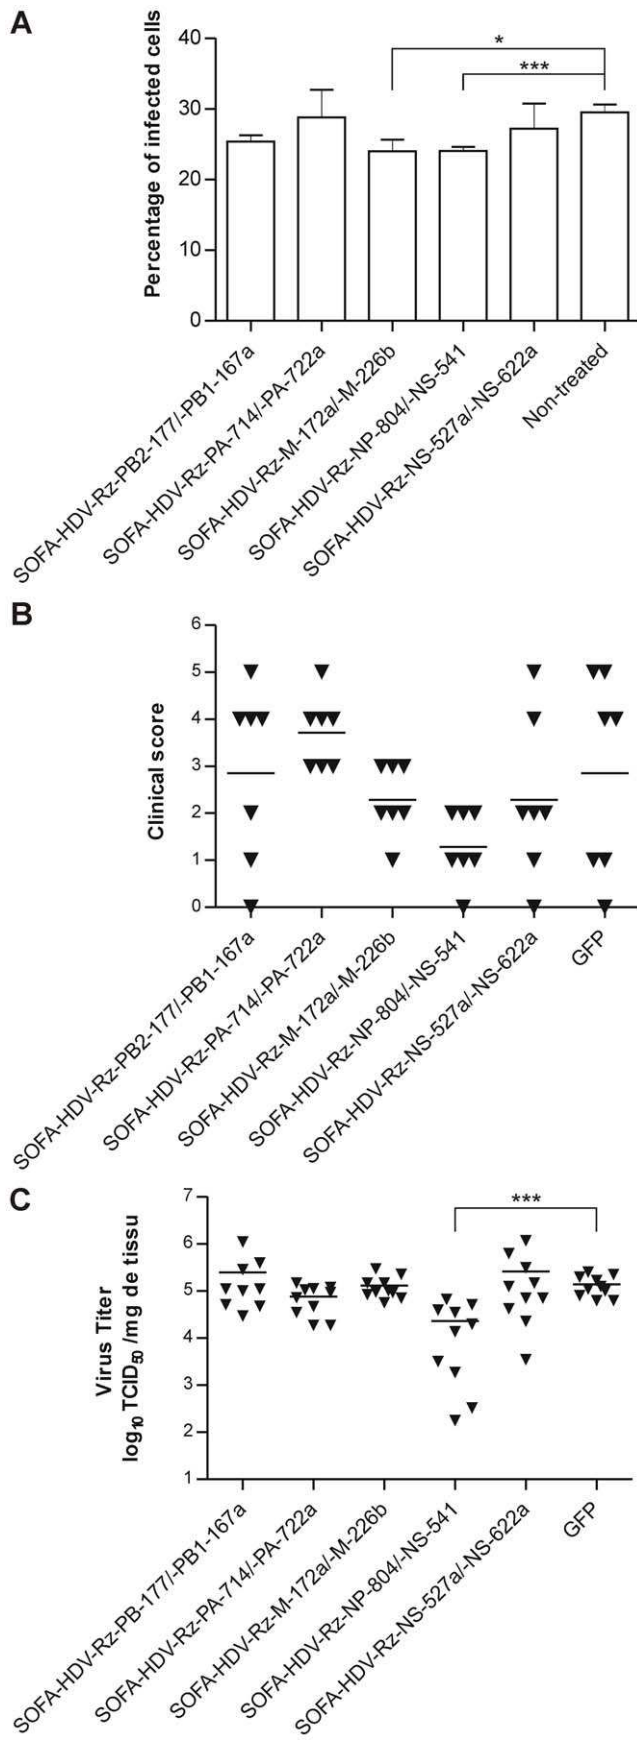 A
Percentage of infected cells
40
30
20
10
0
*
***
SOFA-HDV-Rz-PB2-177/-PB1-167a
SOFA-HDV-Rz-PA-714/-PA-722a
SOFA-HDV-Rz-M-172a/-M-226b
SOFA-HDV-Rz-NP-804/-NS-541
SOFA-HDV-Rz-NS-527a/-NS-622a
Non-treated
B
Clinical score
6
5
4
3
2
1
0
SOFA-HDV-Rz-PB2-177/-PB1-167a
SOFA-HDV-Rz-PA-714/-PA-722a
SOFA-HDV-Rz-M-172a/-M-226b
SOFA-HDV-Rz-NP-804/-NS-541
SOFA-HDV-Rz-NS-527a/-NS-622a
GFP
C
Virus Titer
log₁₀ TCID₅₀ /mg de tissu
7
6
5
4
3
2
1
***
SOFA-HDV-Rz-PB-177/-PB1-167a
SOFA-HDV-Rz-PA-714/-PA-722a
SOFA-HDV-Rz-M-172a/-M-226b
SOFA-HDV-Rz-NP-804/-NS-541
SOFA-HDV-Rz-NS-527a/-NS-622a
GFP